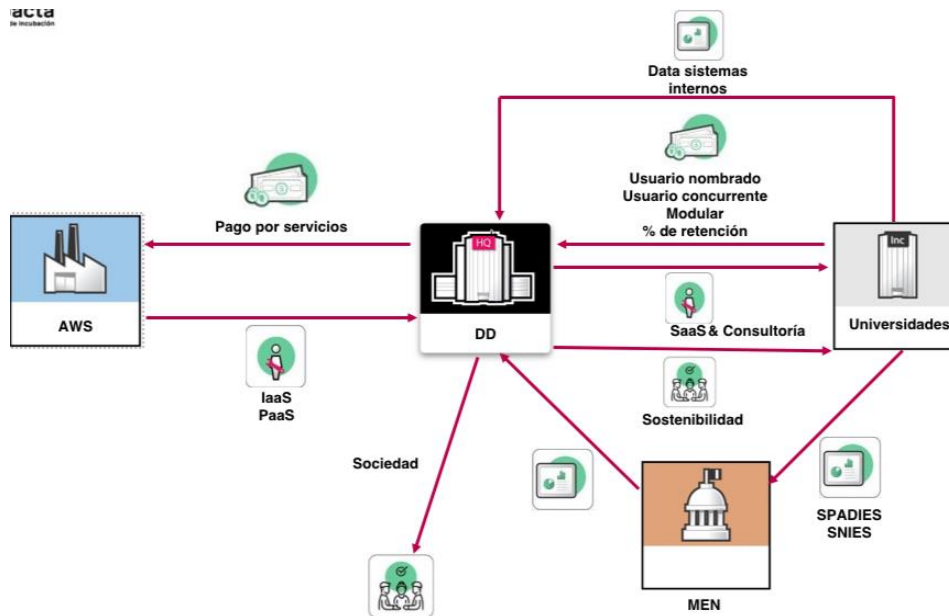 de incubación
Data sistemas
internos
Usuario nombrado
Usuario concurrente
Modular
% de retención
Pago por servicios
HQ
Inc
AWS
DD
SaaS & Consultoría
Universidades
IaaS
PaaS
Sostenibilidad
Sociedad
SPADIES
SNIES
MEN